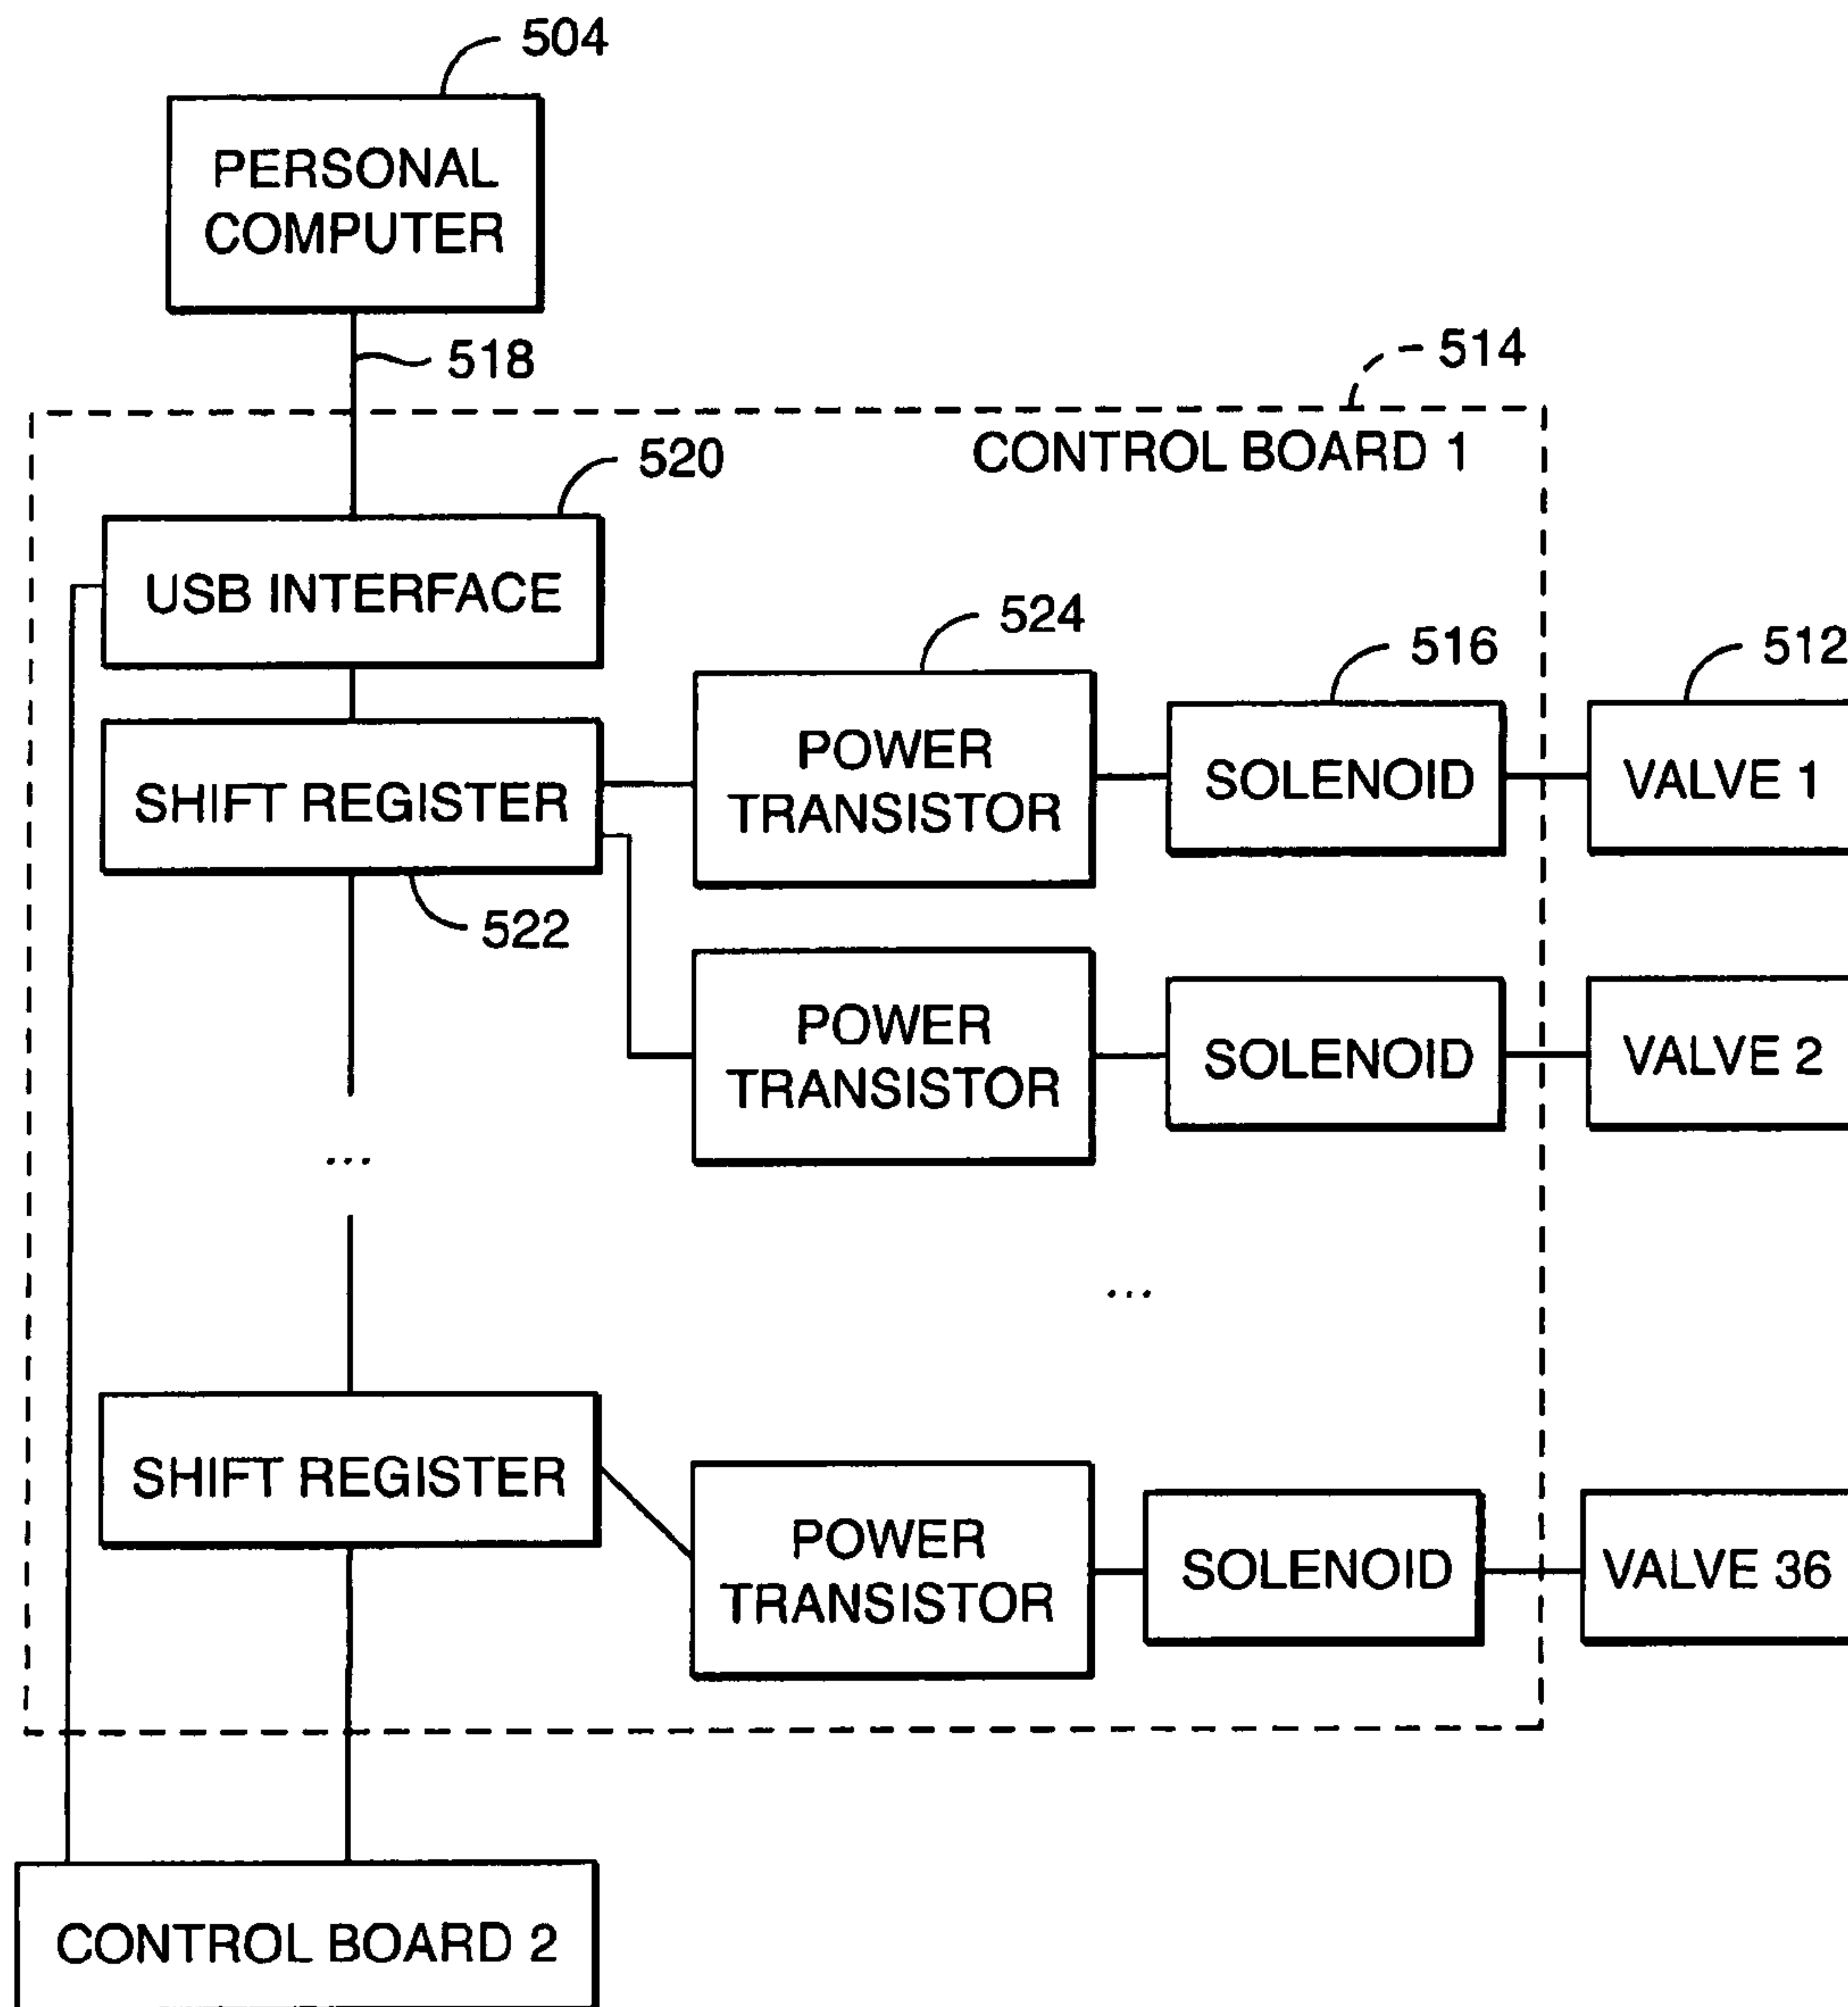 504
PERSONAL
COMPUTER
518
514
CONTROL BOARD 1
520
USB INTERFACE
524
516
512
POWER
TRANSISTOR
SOLENOID
VALVE 1
SHIFT REGISTER
522
POWER
TRANSISTOR
SOLENOID
VALVE 2
...
...
SHIFT REGISTER
POWER
TRANSISTOR
SOLENOID
VALVE 36
CONTROL BOARD 2